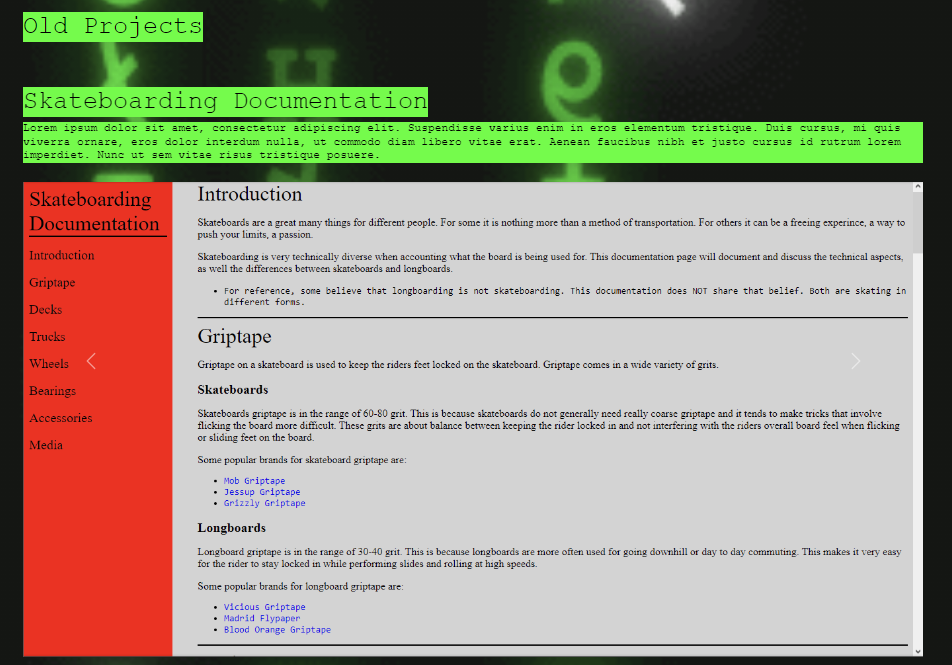 Old Projects
Skateboarding Documentation
Lorem ipsum dolor sit amet, consectetur adipiscing elit. Suspendisse varius enim in eros elementum tristique. Duis cursus, mi quis
viverra ornare, eros dolor interdum nulla, ut commodo diam libero vitae erat. Aenean faucibus nibh et justo cursus id rutrum lorem
imperdiet. Nunc ut sem vitae risus tristique posuere.
Skateboarding
Documentation
Introduction
Griptape
Decks
Trucks
Wheels
Bearings
Accessories
Media
Introduction
Skateboards are a great many things for different people. For some it is nothing more than a method of transportation. For others it can be a freeing experince, a way to
push your limits, a passion.
Skateboarding is very technically diverse when accounting what the board is being used for. This documentation page will document and discuss the technical aspects,
as well the differences between skateboards and longboards.
• For reference, some believe that longboarding is not skateboarding. This documentation does NOT share that belief. Both are skating in
different forms.
Griptape
Griptape on a skateboard is used to keep the riders feet locked on the skateboard. Griptape comes in a wide variety of grits.
Skateboards
Skateboards griptape is in the range of 60-80 grit. This is because skateboards do not generally need really coarse griptape and it tends to make tricks that involve
flicking the board more difficult. These grits are about balance between keeping the rider locked in and not interfering with the riders overall board feel when flicking
or sliding feet on the board.
Some popular brands for skateboard griptape are:
• Mob Griptape
• Jessup Griptape
• Grizzly Griptape
Longboards
Longboard griptape is in the range of 30-40 grit. This is because longboards are more often used for going downhill or day to day commuting. This makes it very easy
for the rider to stay locked in while performing slides and rolling at high speeds.
Some popular brands for longboard griptape are:
• Vicious Griptape
• Madrid Flypaper
• Blood Orange Griptape